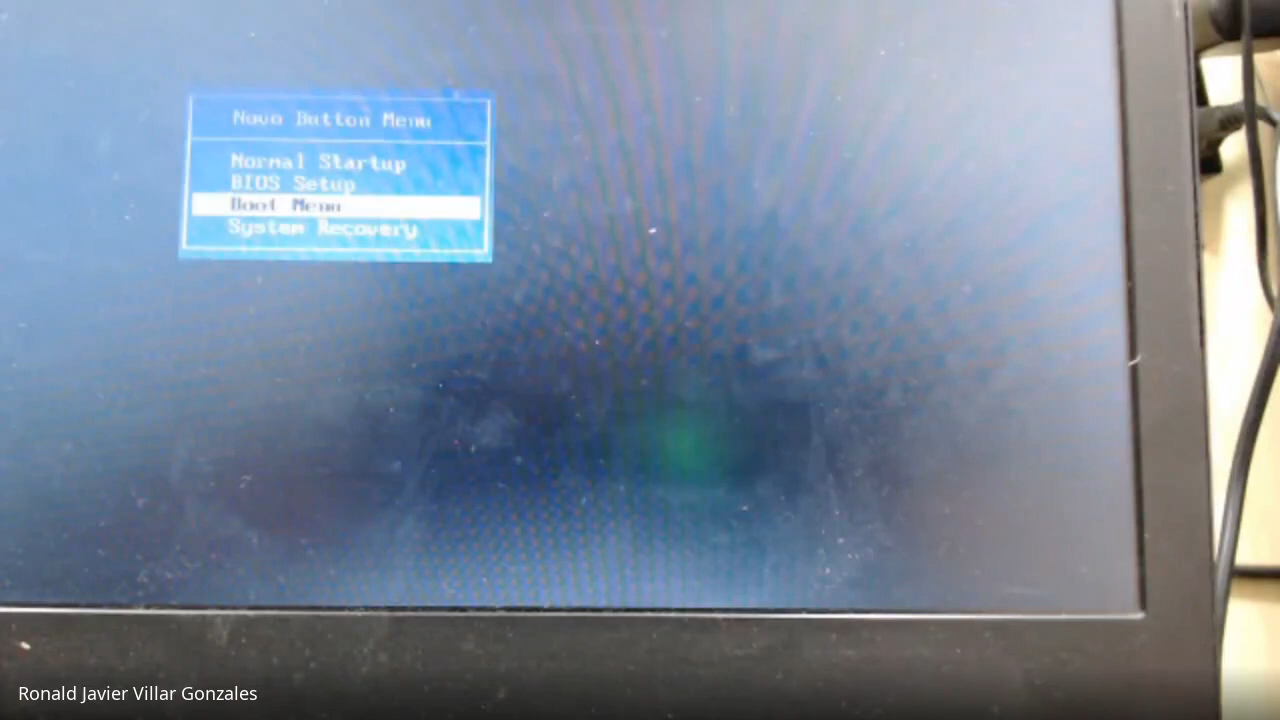 Novo Button Menu
Normal Startup
BIOS Setup
Boot Menu
System Recovery
Ronald Javier Villar Gonzales